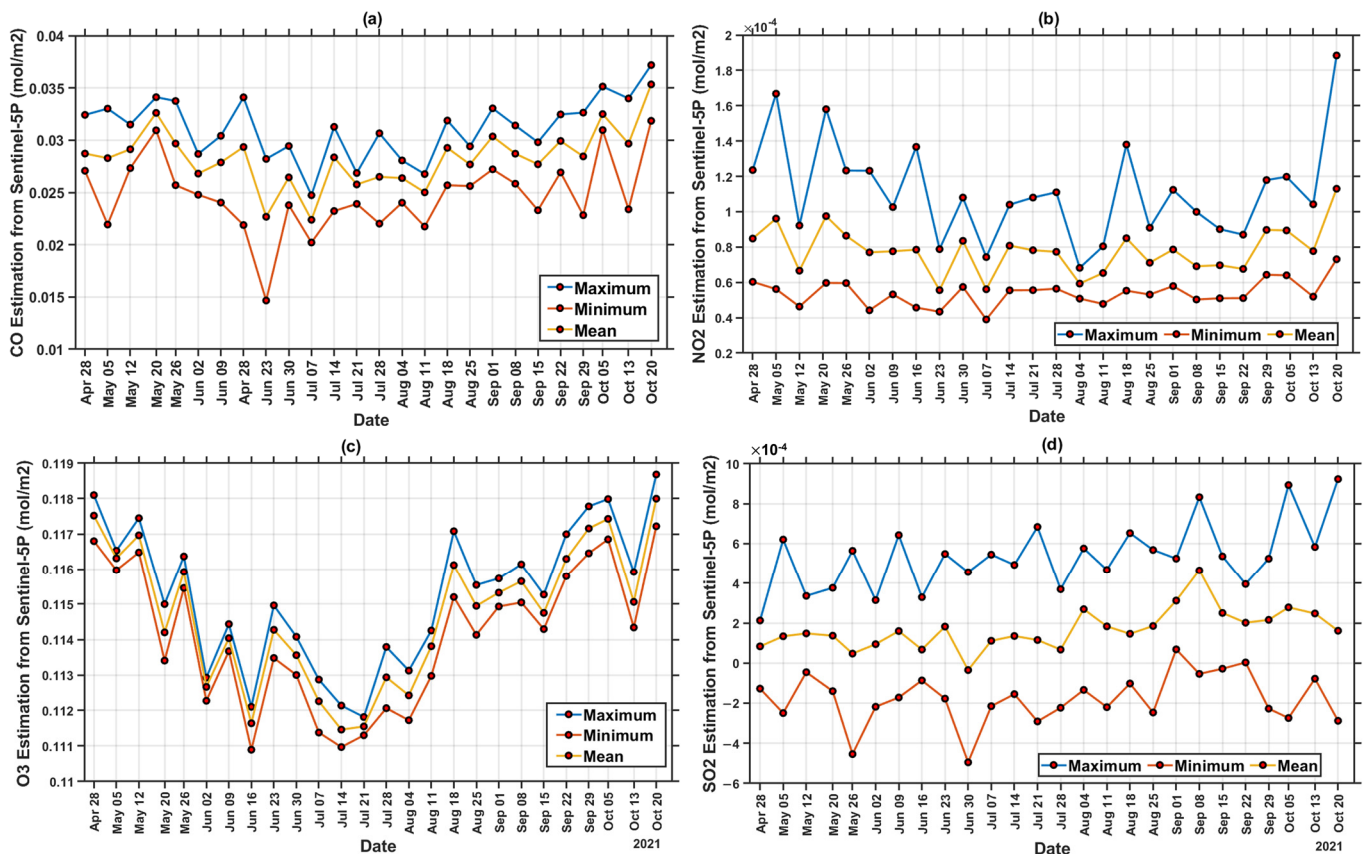 (a)
CO Estimation from Sentinel-5P (mol/m2)
0.04
0.035
0.03
0.025
0.02
0.015
0.01
Maximum
Minimum
Mean
Apr 28
May 05
May 12
May 20
May 26
Jun 02
Jun 09
Apr 28
Jun 23
Jun 30
Jul 07
Jul 14
Jul 21
Jul 28
Aug 04
Aug 11
Aug 18
Aug 25
Sep 01
Sep 08
Sep 15
Sep 22
Sep 29
Oct 05
Oct 13
Oct 20
Date
(b)
×10-4
NO2 Estimation from Sentinel-5P (mol/m2)
2
1.8
1.6
1.4
1.2
1
0.8
0.6
0.4
0.2
Maximum Minimum Mean
Apr 28
May 05
May 12
May 20
May 26
Jun 02
Jun 09
Jun 16
Jun 23
Jun 30
Jul 07
Jul 14
Jul 21
Jul 28
Aug 04
Aug 11
Aug 18
Aug 25
Sep 01
Sep 08
Sep 15
Sep 22
Sep 29
Oct 05
Oct 13
Oct 20
Date
(c)
O3 Estimation from Sentinel-5P (mol/m2)
0.119
0.118
0.117
0.116
0.115
0.114
0.113
0.112
0.111
0.11
Maximum
Minimum
Mean
Apr 28
May 05
May 12
May 20
May 26
Jun 02
Jun 09
Jun 16
Jun 23
Jun 30
Jul 07
Jul 14
Jul 21
Jul 28
Aug 04
Aug 11
Aug 18
Aug 25
Sep 01
Sep 08
Sep 15
Sep 22
Sep 29
Oct 05
Oct 13
Oct 20
Date
2021
(d)
×10-4
SO2 Estimation from Sentinel-5P (mol/m2)
10
8
6
4
2
0
−2
−4
−6
Maximum Minimum Mean
Apr 28
May 05
May 12
May 20
May 26
Jun 02
Jun 09
Jun 16
Jun 23
Jun 30
Jul 07
Jul 14
Jul 21
Jul 28
Aug 04
Aug 11
Aug 18
Aug 25
Sep 01
Sep 08
Sep 15
Sep 22
Sep 29
Oct 05
Oct 13
Oct 20
Date
2021